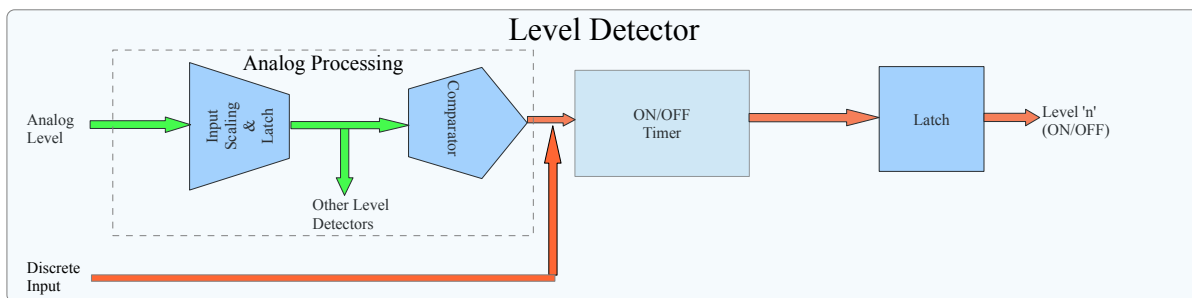 Level Detector
Analog Processing
Analog
Level
Input
Scaling
&
Latch
Comparator
Other Level
Detectors
ON/OFF
Timer
Latch
Level 'n'
(ON/OFF)
Discrete
Input